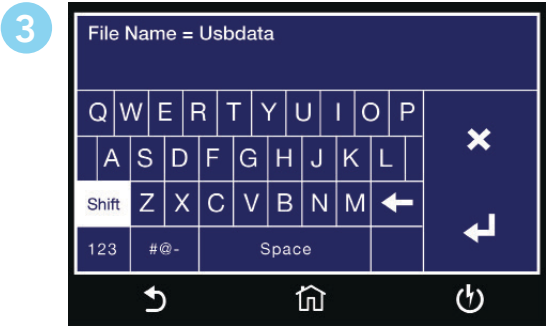 3
File Name = Usbdata
Q W E R T Y U I O P
A S D F G H J K L
Shift Z X C V B N M
123 #@- Space